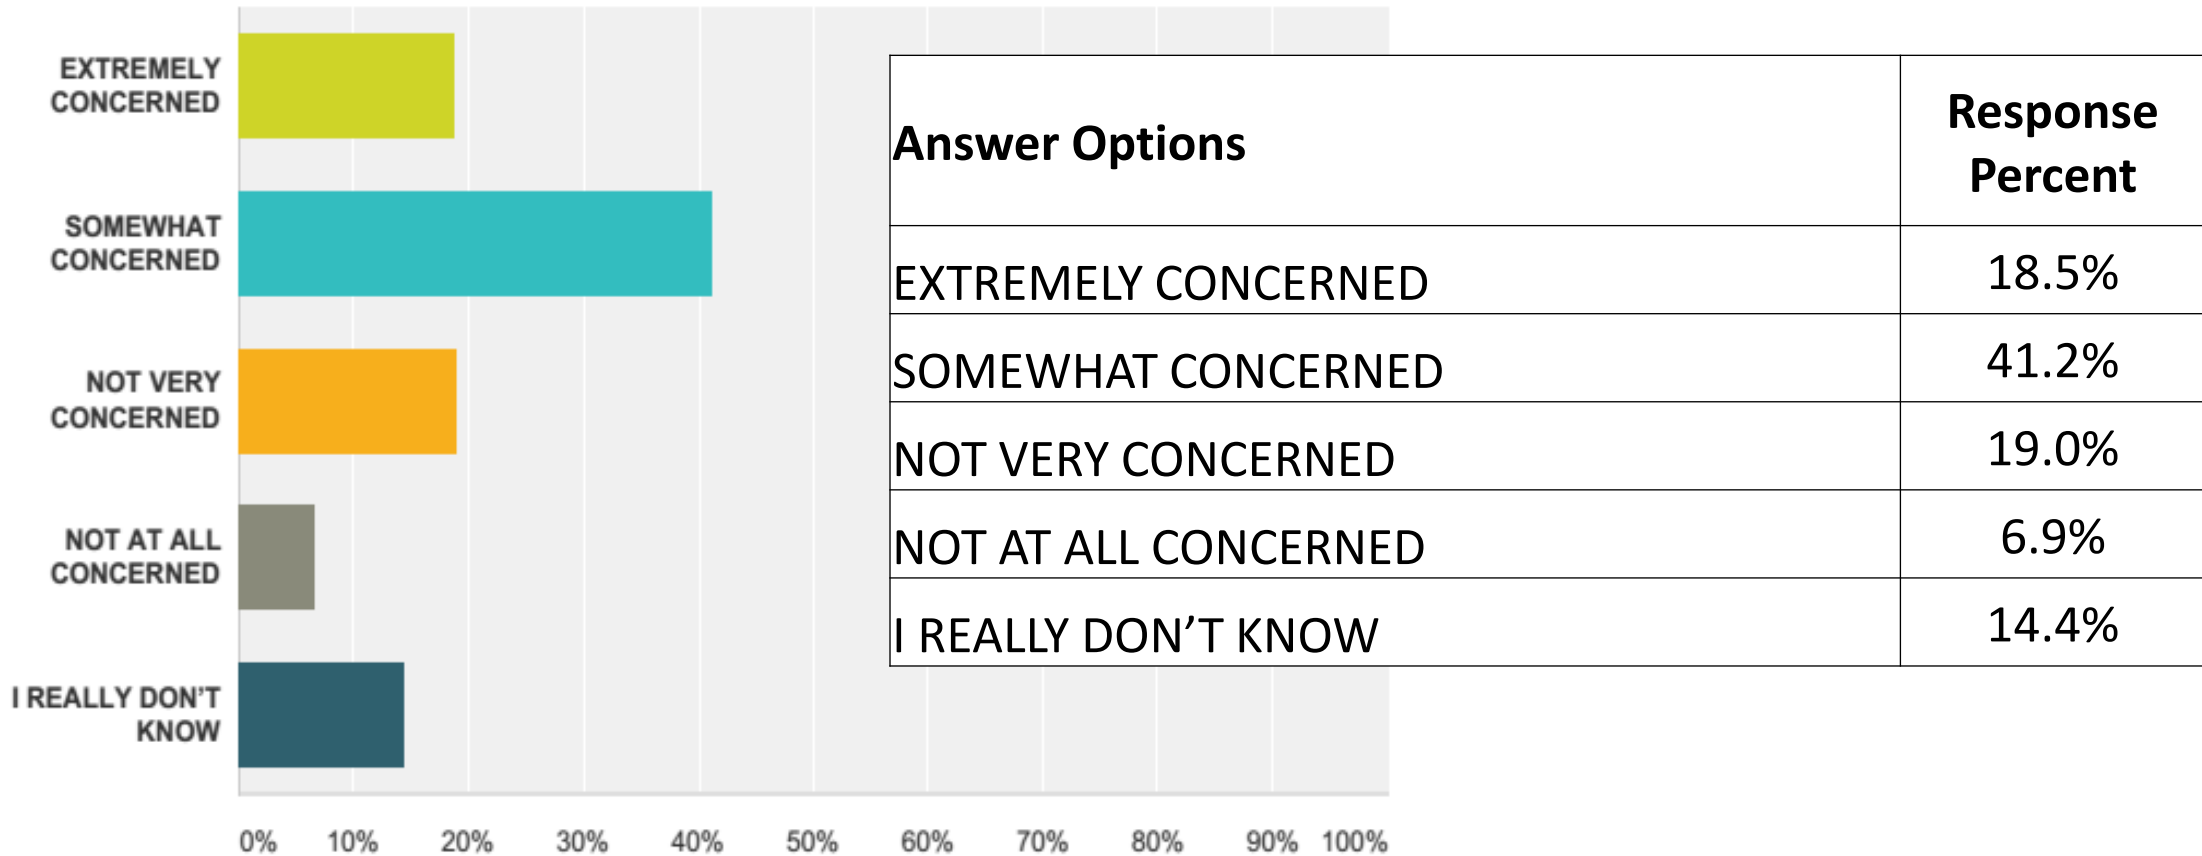 EXTREMELY
CONCERNED
SOMEWHAT
CONCERNED
NOT VERY
CONCERNED
NOT AT ALL
CONCERNED
I REALLY DON'T
KNOW
0% 10% 20% 30% 40% 50% 60% 70% 80% 90% 100%
Answer Options
Response
Percent
EXTREMELY CONCERNED 18.5%
SOMEWHAT CONCERNED 41.2%
NOT VERY CONCERNED 19.0%
NOT AT ALL CONCERNED 6.9%
I REALLY DON’T KNOW 14.4%